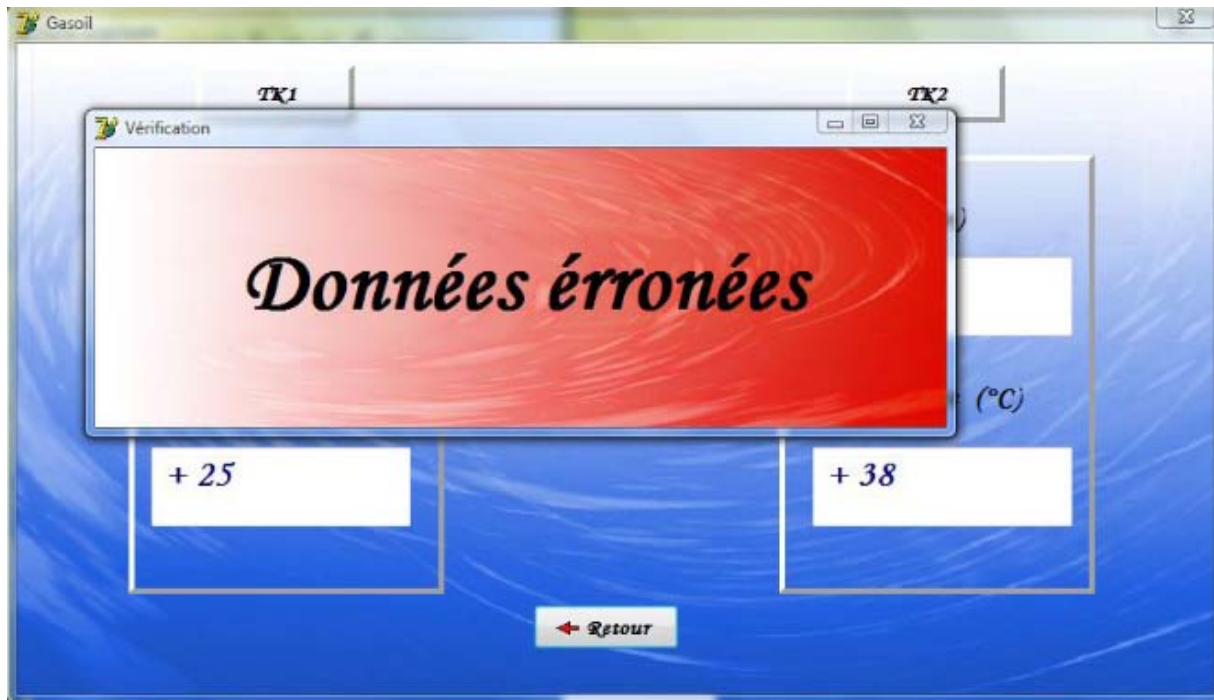 Gasoil
TK1
TK2
Vérification
Données érronées
)
(°C)
+ 25
+ 38
Retour